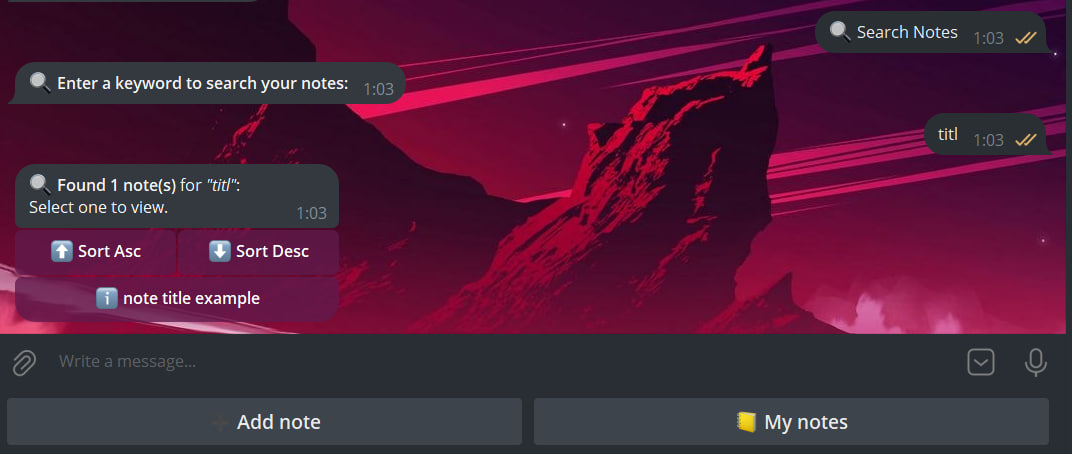 🔍 Search Notes 1:03
🔍 Enter a keyword to search your notes: 1:03
titl 1:03
🔍 Found 1 note(s) for "titl":
Select one to view. 1:03
⬆️ Sort Asc ⬇️ Sort Desc
ℹ️ note title example
Write a message...
➕ Add note 📒 My notes